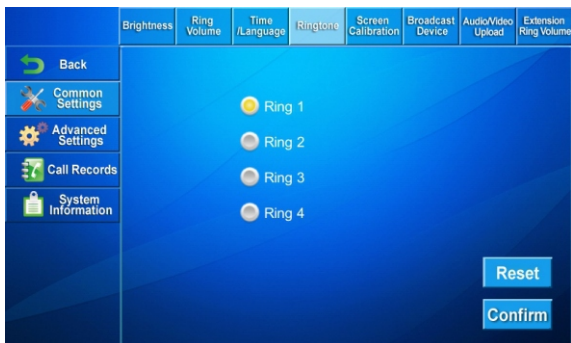 Brightness
Ring
Volume
Time
/Language
Ringtone
Screen
Calibration
Broadcast
Device
Audio/Video
Upload
Extension
Ring Volume
Back
Common
Settings
Advanced
Settings
Call Records
System
Information
Ring 1
Ring 2
Ring 3
Ring 4
Reset
Confirm